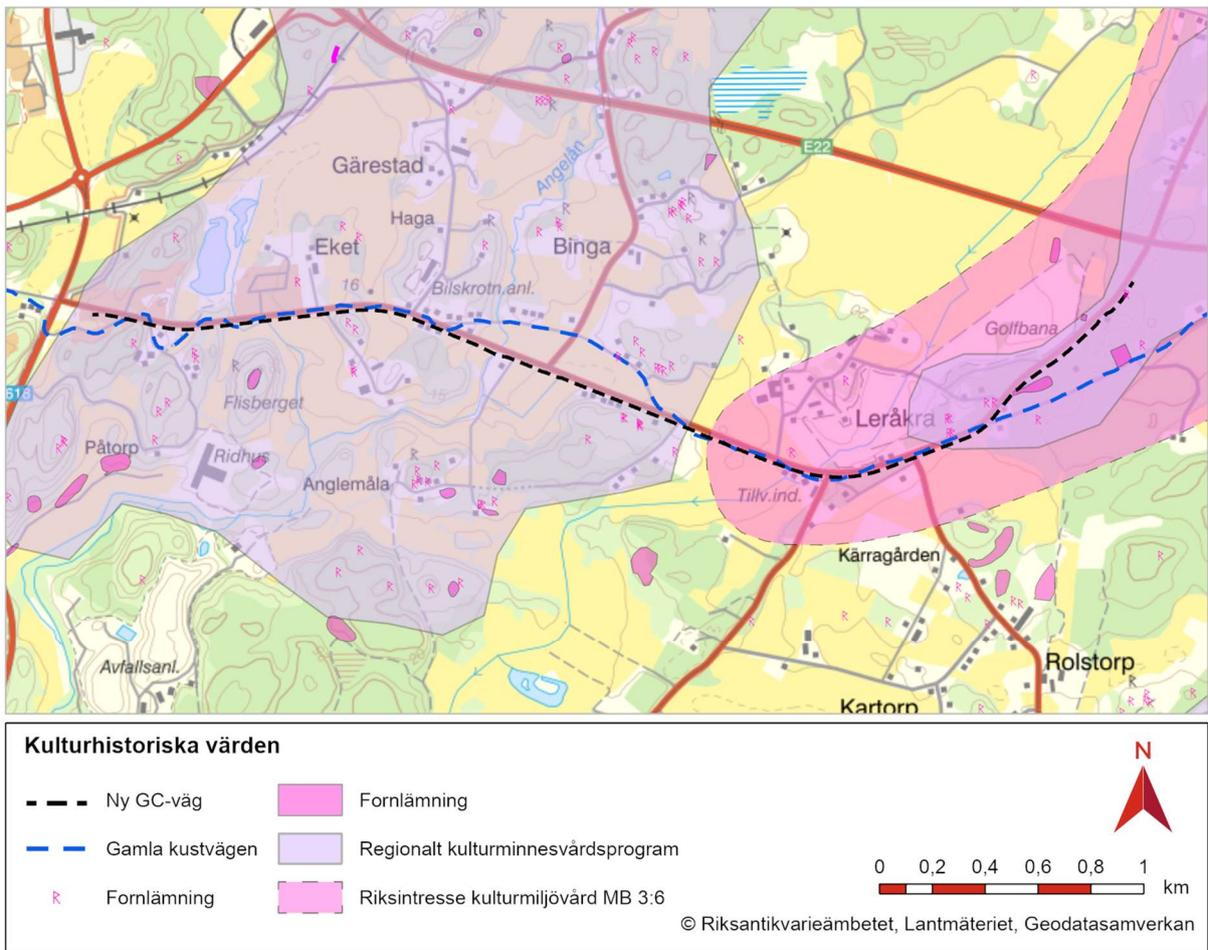 E22
Gärestad
Angelån
Haga
Eket
Binga
16
Bilskrotn.anl.
Golfbana
15
Flisberget
Leråkra
Påtorp
Ridhus
Anglemåla
Tillv.ind.
Kärragården
Avfallsanl.
Rolstorp
Kartorp
Kulturhistoriska värden
Ny GC-väg
Fornlämning
Gamla kustvägen
Regionalt kulturminnesvårdsprogram
R Fornlämning
Riksintresse kulturmiljövård MB 3:6
N
0 0,2 0,4 0,6 0,8 1
km
© Riksantikvarieämbetet, Lantmäteriet, Geodatasamverkan